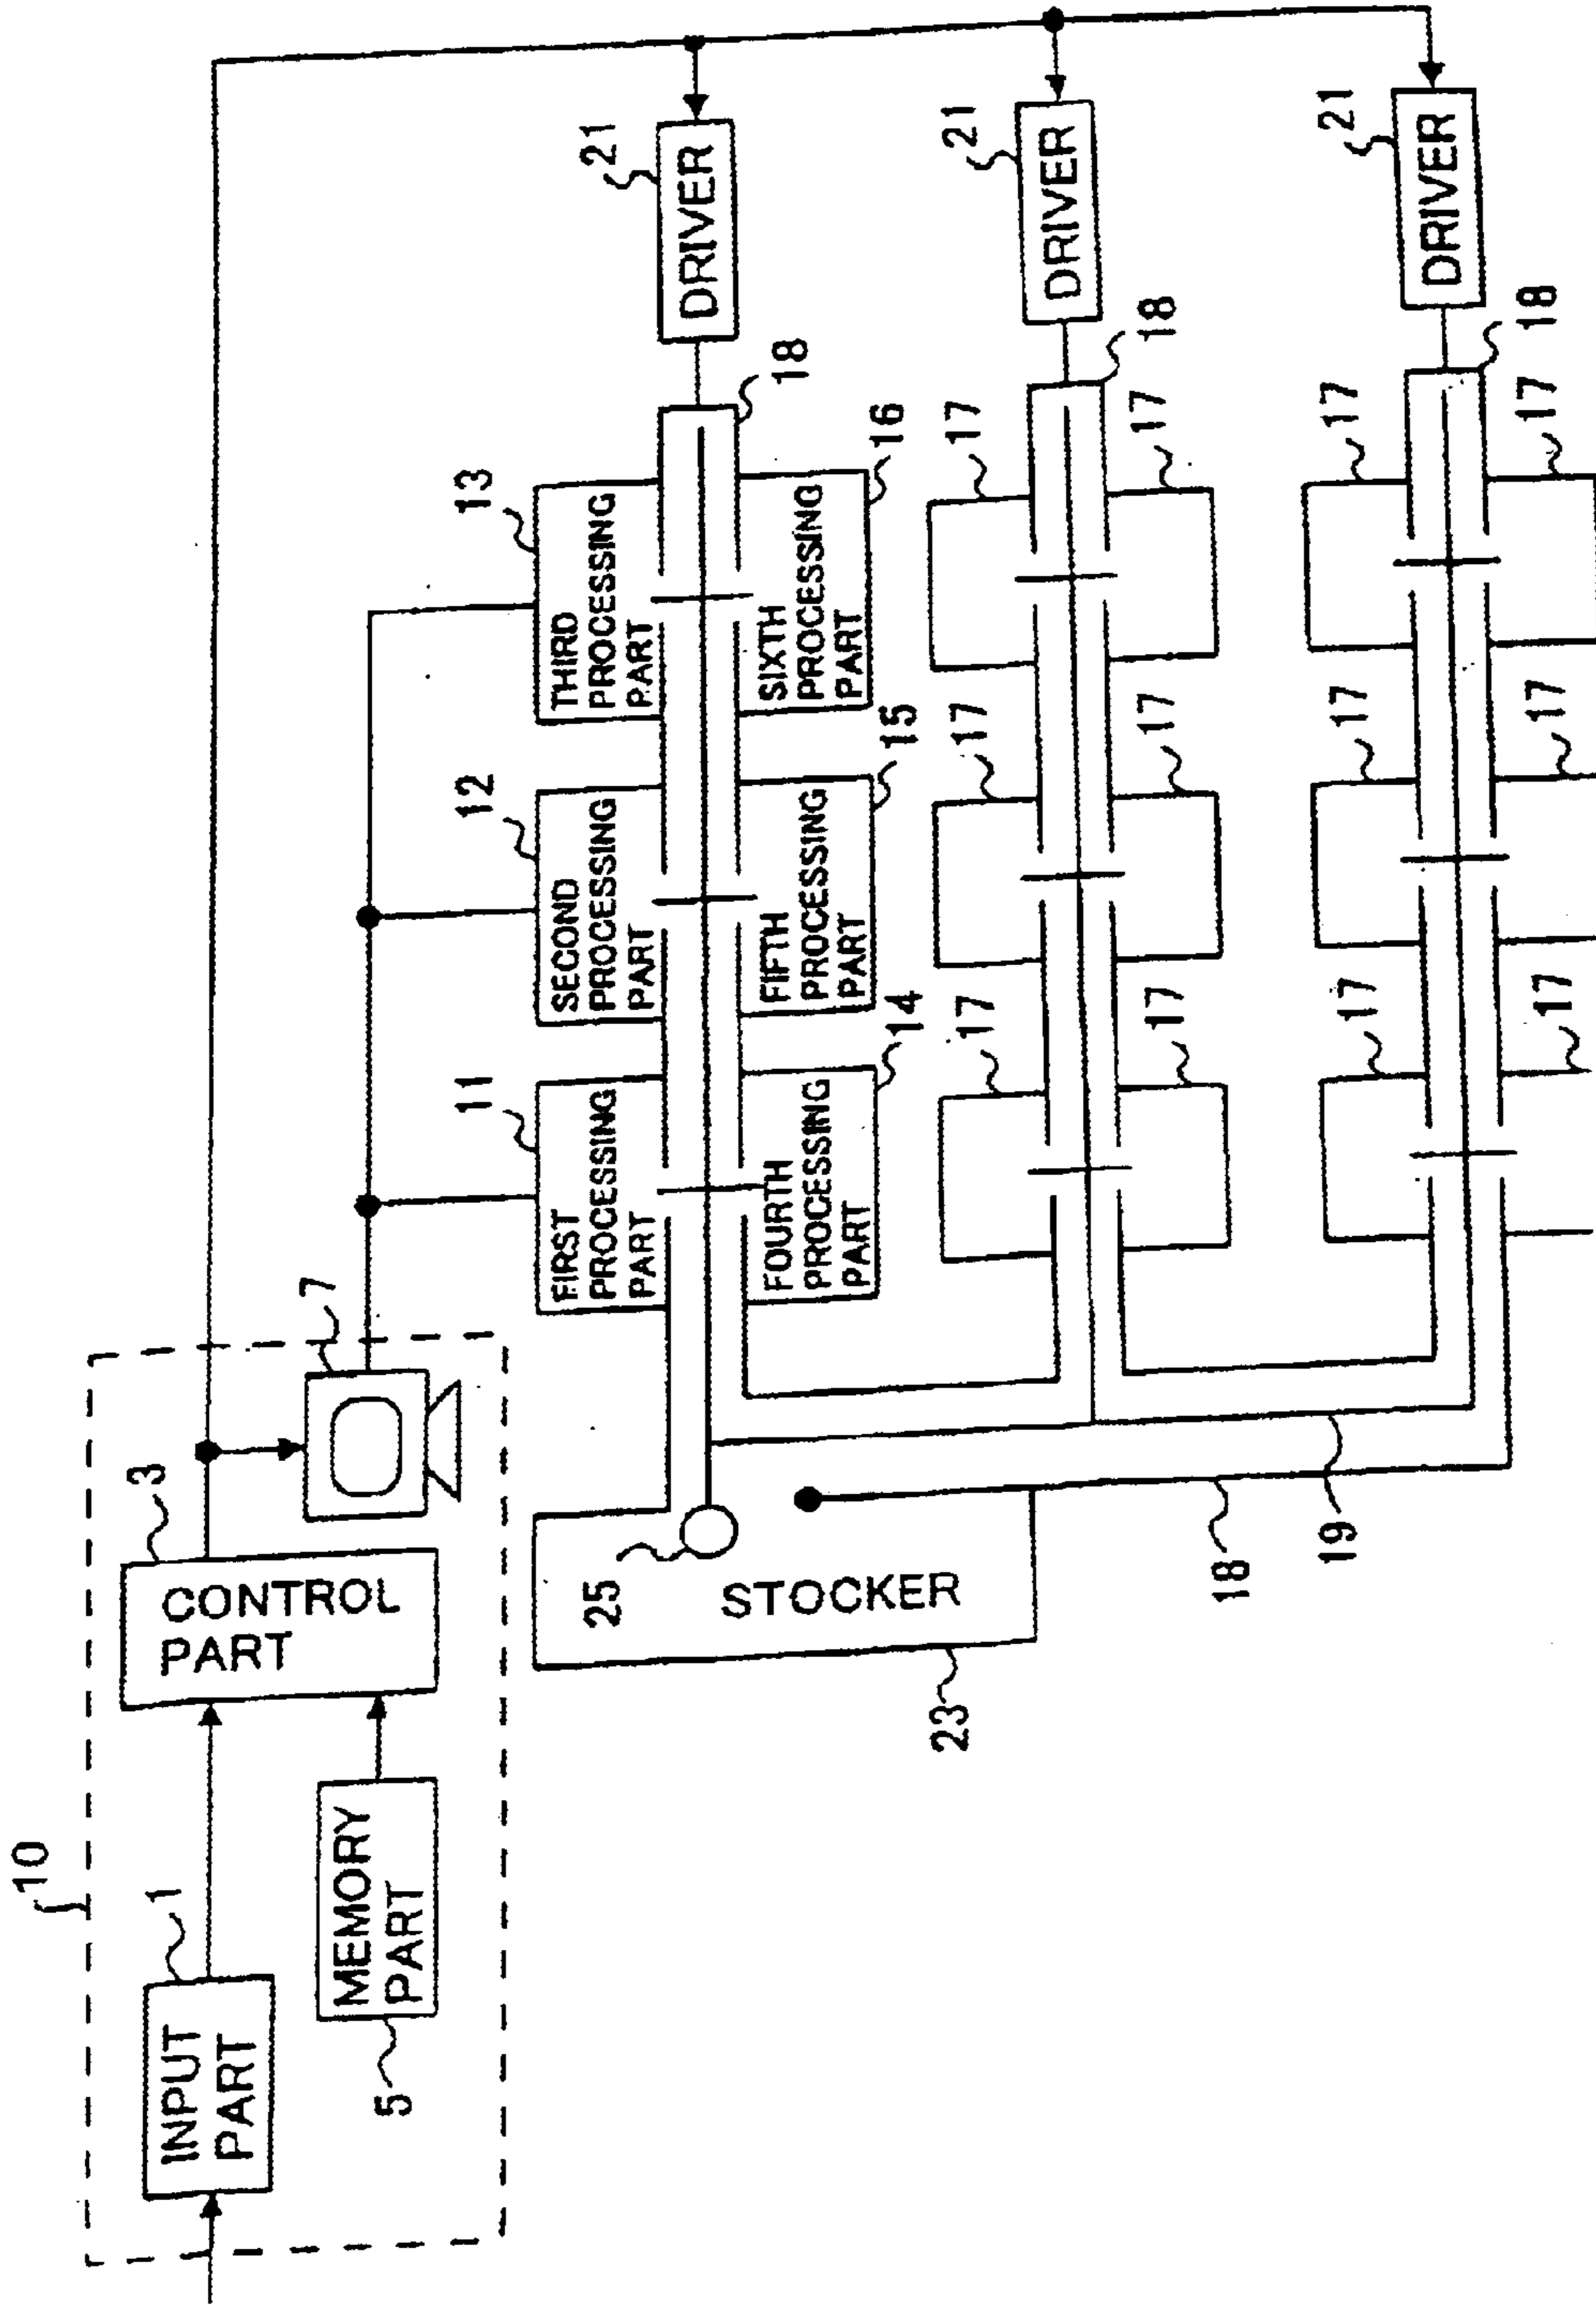 10
1
3
INPUT
PART
CONTROL
PART
7
MEMORY
PART
5
11
12
13
FIRST
PROCESSING
PART
SECOND
PROCESSING
PART
THIRD
PROCESSING
PART
21
DRIVER
25
STOCKER
18
FOURTH
PROCESSING
PART
FIFTH
PROCESSING
PART
SIXTH
PROCESSING
PART
14
15
16
23
17
17
17
21
DRIVER
17
17
17
18
18
19
17
17
17
21
DRIVER
17
17
17
18